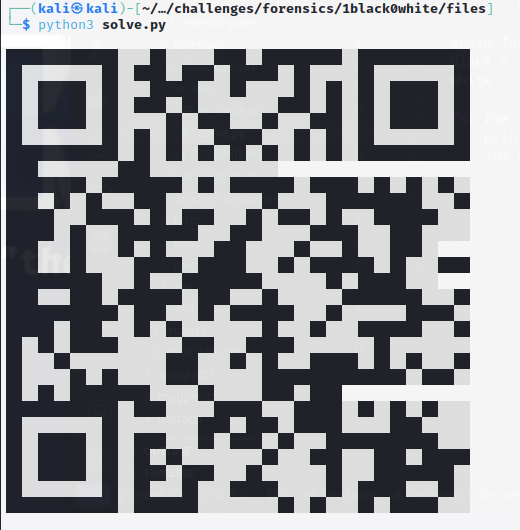 ┌──(kali㉿kali)-[~/…/challenges/forensics/1black0white/files]
└─$ python3 solve.py